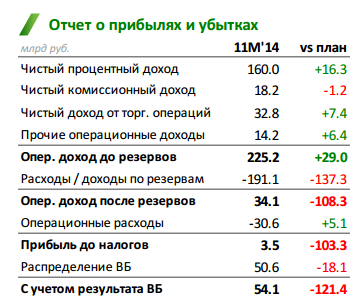 Отчет о прибылях и убытках
млрд руб. 11М'14 vs план
Чистый процентный доход 160.0 +16.3
Чистый комиссионный доход 18.2 -1.2
Чистый доход от торг. операций 32.8 +7.4
Прочие операционные доходы 14.2 +6.4
Опер. доход до резервов 225.2 +29.0
Расходы / доходы по резервам -191.1 -137.3
Опер. доход после резервов 34.1 -108.3
Операционные расходы -30.6 +5.1
Прибыль до налогов 3.5 -103.3
Распределение ВБ 50.6 -18.1
С учетом результата ВБ 54.1 -121.4